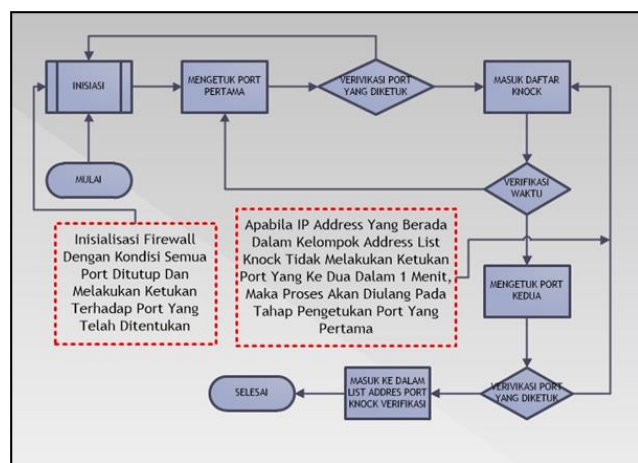 INISIASI
MENGETUK PORT
PERTAMA
VERIVIKASI PORT
YANG DIKETUK
MASUK DAFTAR
KNOCK
MULAI
VERIFIKASI
WAKTU
Inisialisasi Firewall
Dengan Kondisi Semua
Port Ditutup Dan
Melakukan Ketukan
Terhadap Port Yang
Telah Ditentukan
Apabila IP Address Yang Berada
Dalam Kelompok Address List
Knock Tidak Melakukan Ketukan
Port Yang Ke Dua Dalam 1 Menit,
Maka Proses Akan Diulang Pada
Tahap Pengetukan Port Yang
Pertama
MENGETUK PORT
KEDUA
SELESAI
MASUK KE DALAM
LIST ADDRES PORT
KNOCK VERIFIKASI
VERIVIKASI PORT
YANG DIKETUK